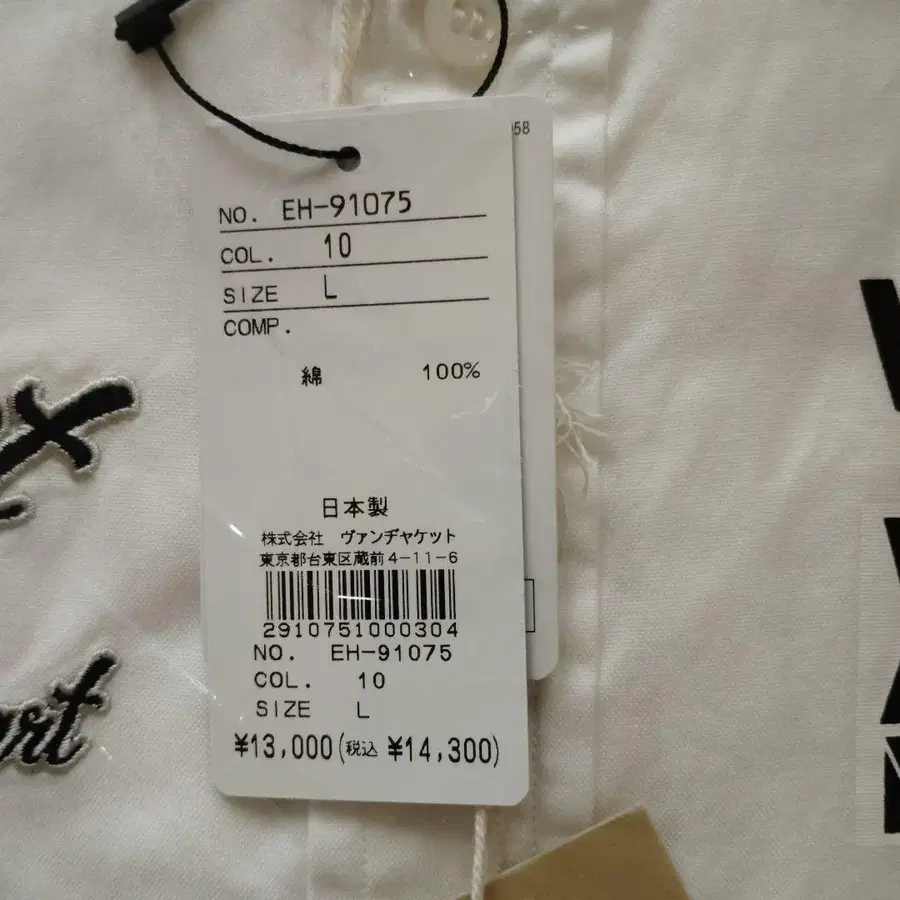 58
NO. EH-91075
COL. 10
SIZE L
COMP.
綿 100%
日本製
株式会社 ヴァンヂャケット
東京都台東区蔵前4-11-6
2910751000304
NO. EH-91075
COL. 10
SIZE L
¥13,000(税込 ¥14,300)